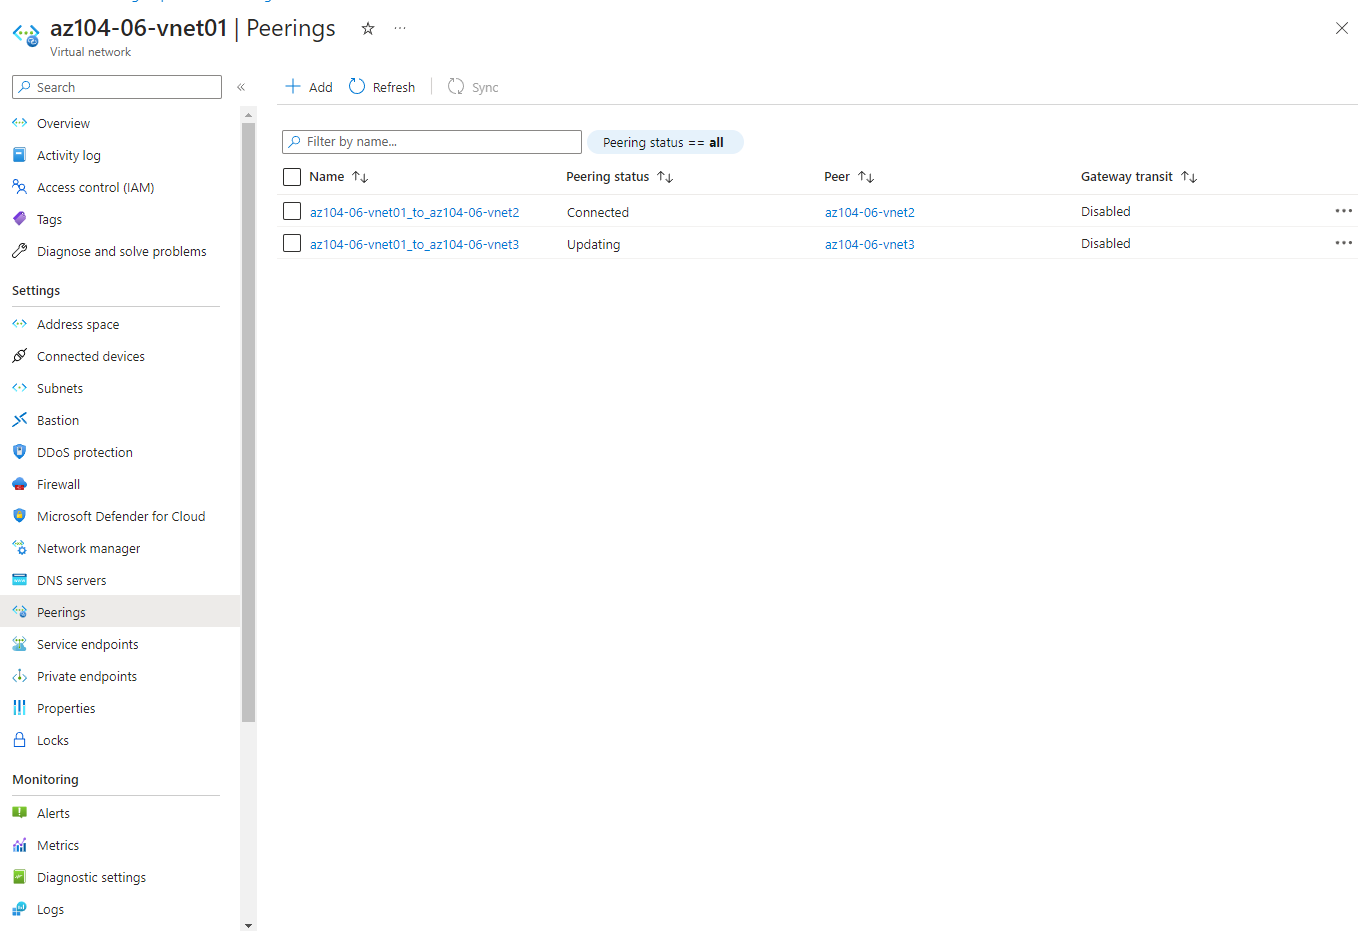 az104-06-vnet01 | Peerings ☆ ...
Virtual network
Search
«
Add
Refresh
Sync
Overview
Activity log
Access control (IAM)
Tags
Diagnose and solve problems
Settings
Address space
Connected devices
Subnets
Bastion
DDoS protection
Firewall
Microsoft Defender for Cloud
Network manager
DNS servers
Peerings
Service endpoints
Private endpoints
Properties
Locks
Monitoring
Alerts
Metrics
Diagnostic settings
Logs
Filter by name...
Peering status == all
Name ↑↓ Peering status ↑↓ Peer ↑↓ Gateway transit ↑↓
az104-06-vnet01_to_az104-06-vnet2 Connected az104-06-vnet2 Disabled ...
az104-06-vnet01_to_az104-06-vnet3 Updating az104-06-vnet3 Disabled ...